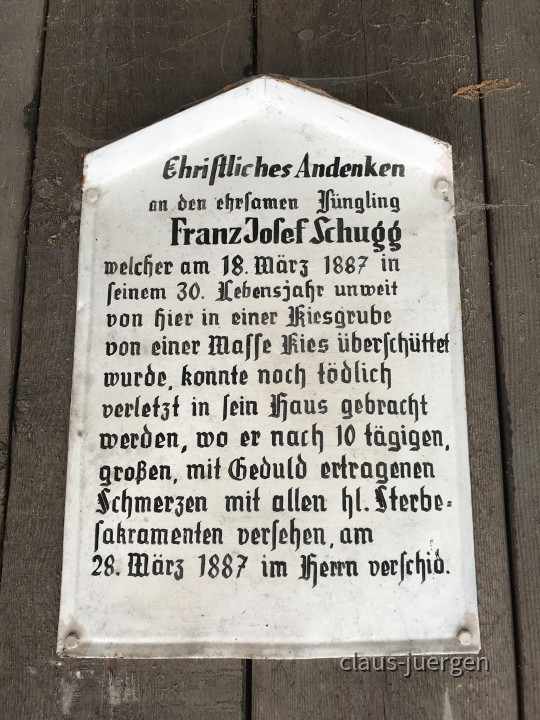 Christliches Andenken
an den ehrsamen Jüngling
Franz Josef Schugg
welcher am 18. März 1887 in
seinem 30. Lebensjahr unweit
von hier in einer Kiesgrube
von einer Masse Kies überschüttet
wurde, konnte noch tödlich
verletzt in sein Haus gebracht
werden, wo er nach 10 tägigen,
großen, mit Geduld ertragenen
Schmerzen mit allen hl. Sterbe-
sakramenten versehen, am
28. März 1887 im Herrn verschid.
claus-juergen